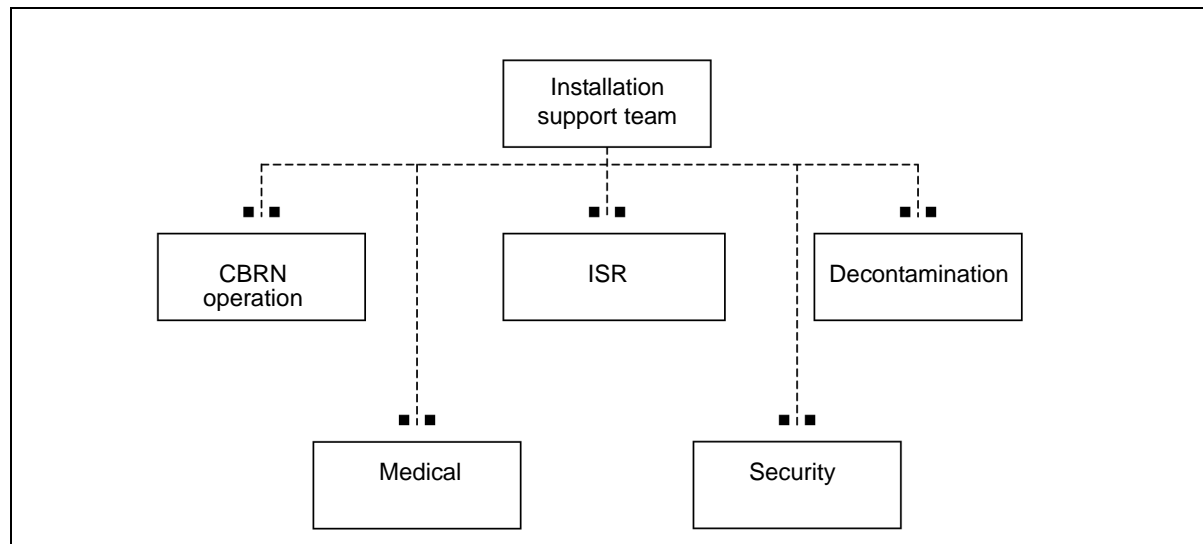 Installation
support team
CBRN
operation
ISR
Decontamination
Medical
Security